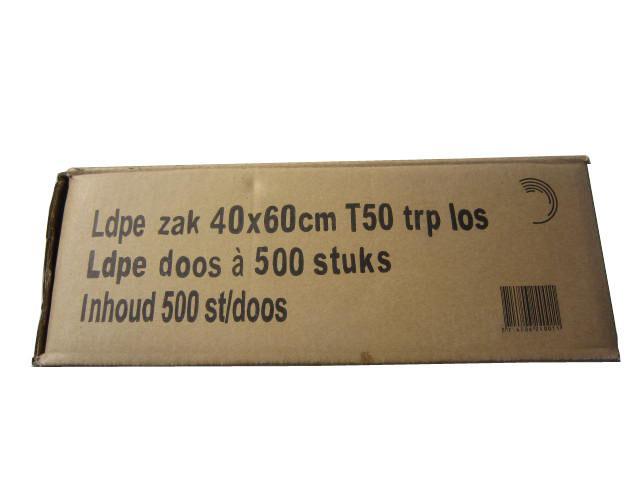 Ldpe zak 40x60cm T50 trp los
Ldpe doos à 500 stuks
Inhoud 500 st/doos